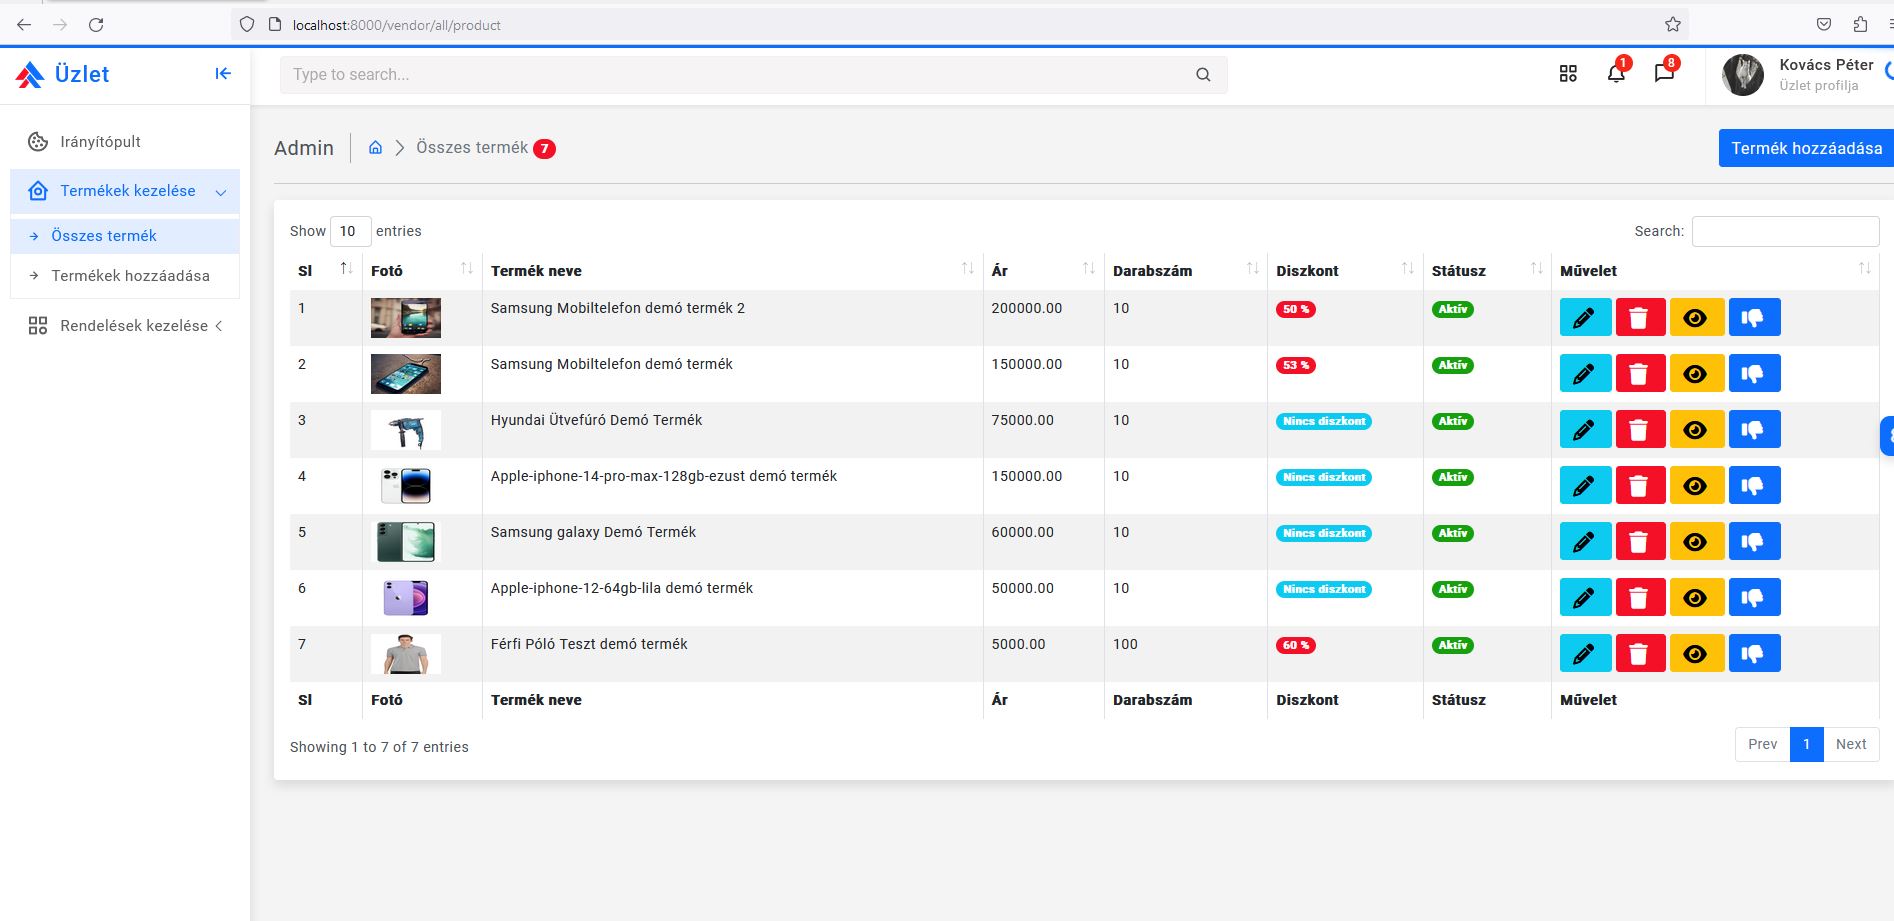 localhost:8000/vendor/all/product
Üzlet
Type to search...
1
8
Kovács Péter
Üzlet profilja
Irányítópult
Termékek kezelése
Összes termék
Termékek hozzáadása
Rendelések kezelése
Admin
Összes termék 7
Termék hozzáadása
Show 10 entries
Search:
Sl Fotó Termék neve Ár Darabszám Diszkont Státusz Művelet
1 Samsung Mobiltelefon demó termék 2 200000.00 10 50 % Aktív
2 Samsung Mobiltelefon demó termék 150000.00 10 53 % Aktív
3 Hyundai Ütvefúró Demó Termék 75000.00 10 Nincs diszkont Aktív
4 Apple-iphone-14-pro-max-128gb-ezust demó termék 150000.00 10 Nincs diszkont Aktív
5 Samsung galaxy Demó Termék 60000.00 10 Nincs diszkont Aktív
6 Apple-iphone-12-64gb-lila demó termék 50000.00 10 Nincs diszkont Aktív
7 Férfi Póló Teszt demó termék 5000.00 100 60 % Aktív
Sl Fotó Termék neve Ár Darabszám Diszkont Státusz Művelet
Showing 1 to 7 of 7 entries
Prev 1 Next